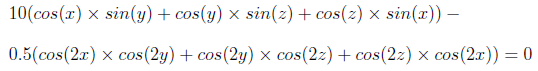 10(cos(x) × sin(y) + cos(y) × sin(z) + cos(z) × sin(x)) −
0.5(cos(2x) × cos(2y) + cos(2y) × cos(2z) + cos(2z) × cos(2x)) = 0